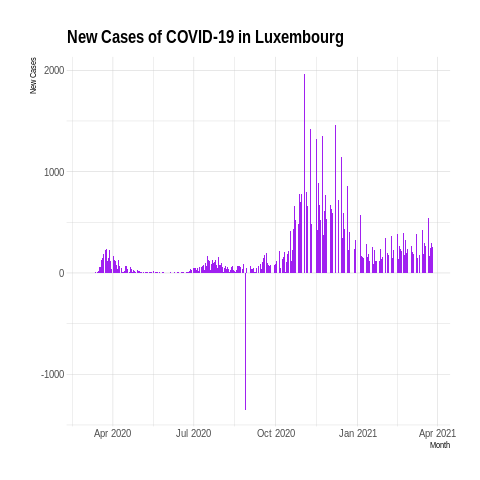 New Cases of COVID-19 in Luxembourg
New Cases
2000
1000
0
-1000
Apr 2020 Jul 2020 Oct 2020 Jan 2021 Apr 2021
Month